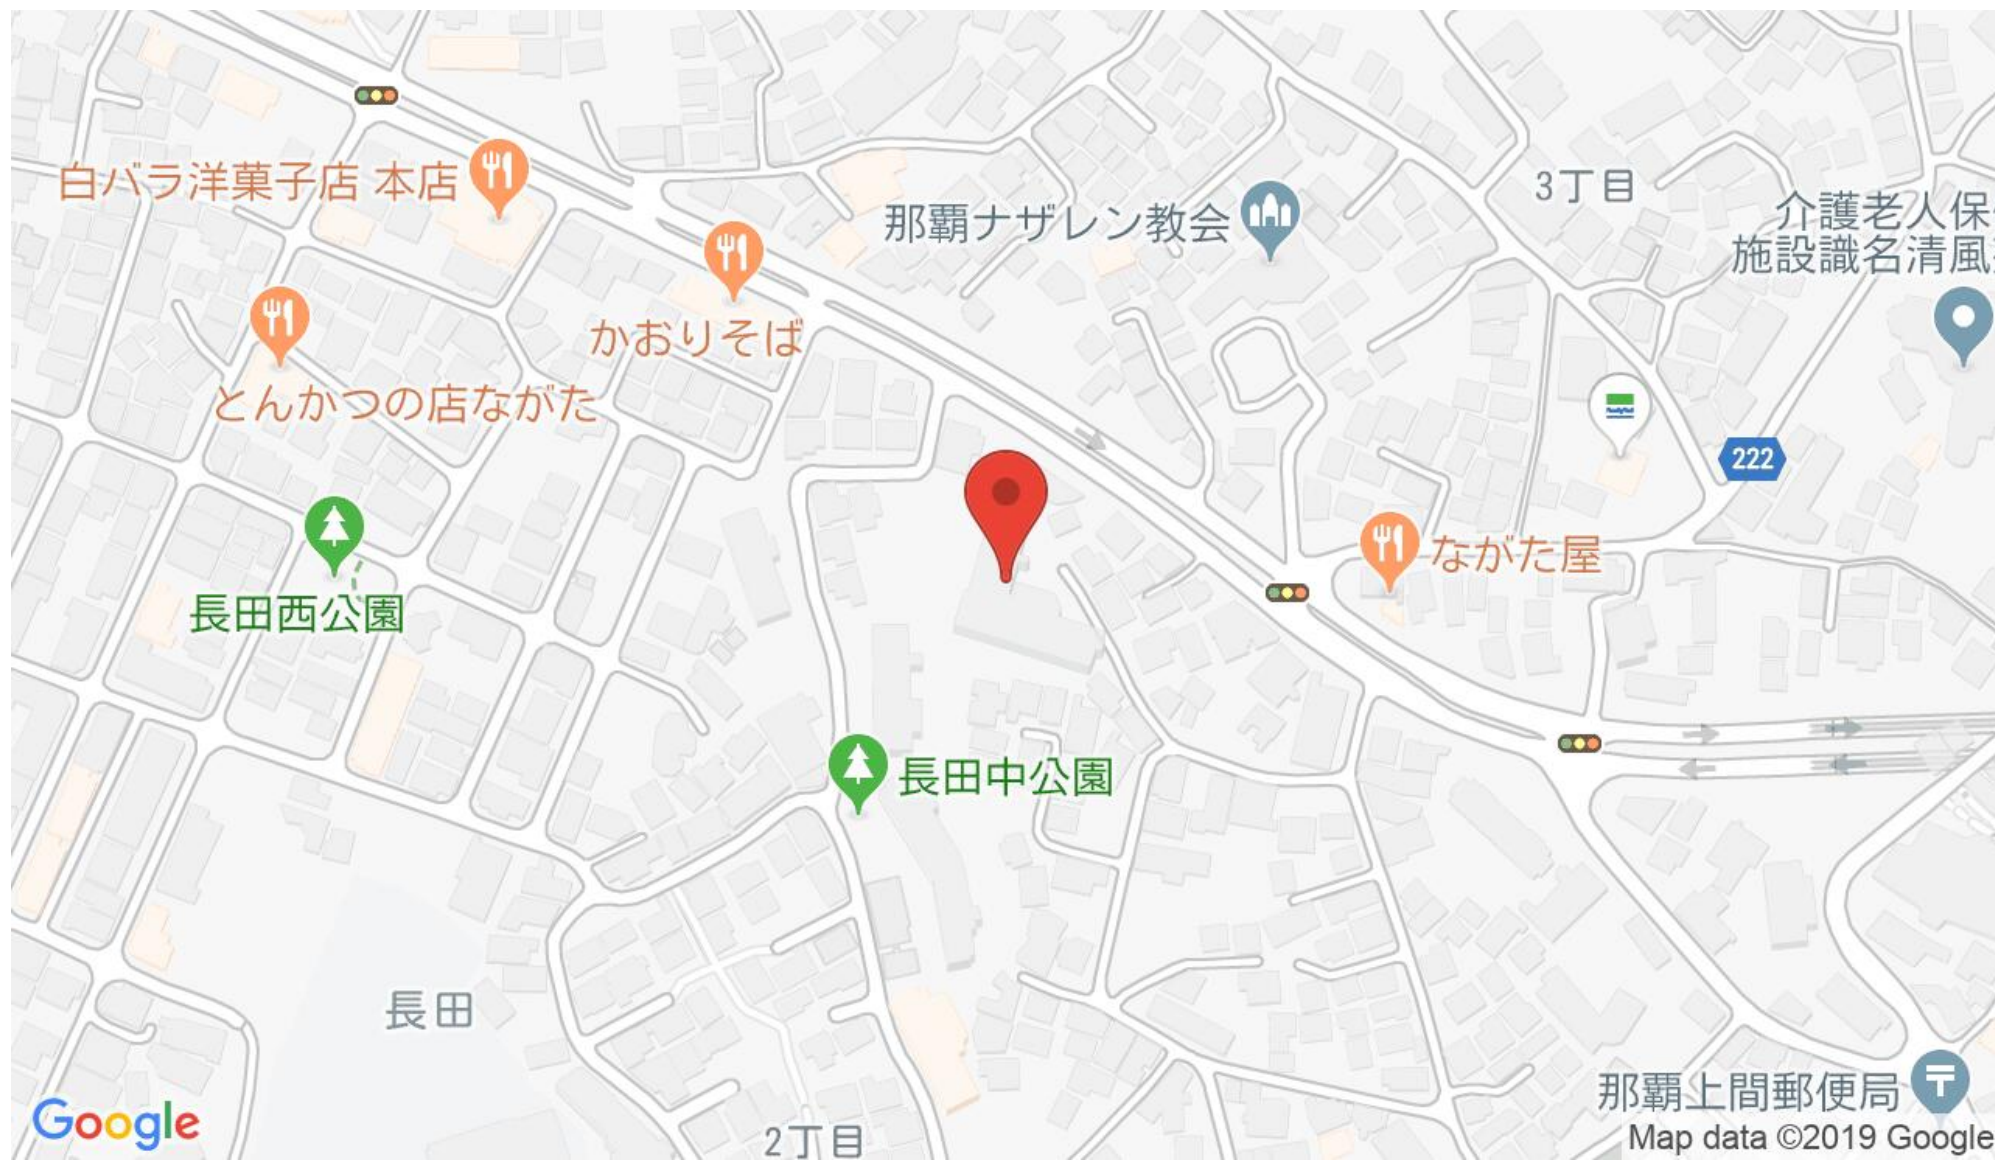 3丁目
白バラ洋菓子店 本店
那覇ナザレン教会
介護老人保
施設識名清風
かおりそば
とんかつの店ながた
FamilyMart
222
ながた屋
長田西公園
長田中公園
長田
那覇上間郵便局
2丁目
Google
Map data ©2019 Google